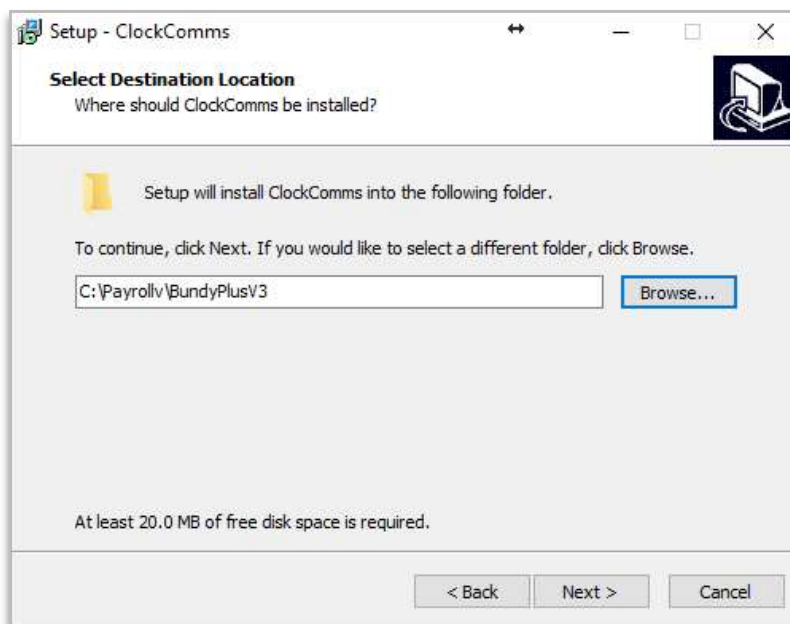 Setup - ClockComms
Select Destination Location
Where should ClockComms be installed?
Setup will install ClockComms into the following folder.
To continue, click Next. If you would like to select a different folder, click Browse.
C:\Payrollv\BundyPlusV3
Browse...
At least 20.0 MB of free disk space is required.
< Back
Next >
Cancel